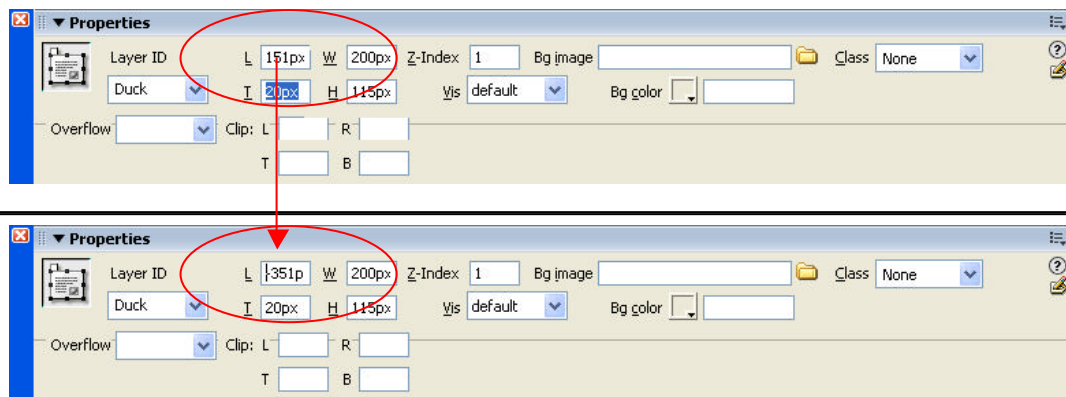 Properties
Layer ID L 151px W 200px Z-Index 1 Bg image Class None
Duck T 20px H 115px Vis default Bg color
Overflow Clip: L R
T B
Properties
Layer ID L -351p W 200px Z-Index 1 Bg image Class None
Duck T 20px H 115px Vis default Bg color
Overflow Clip: L R
T B